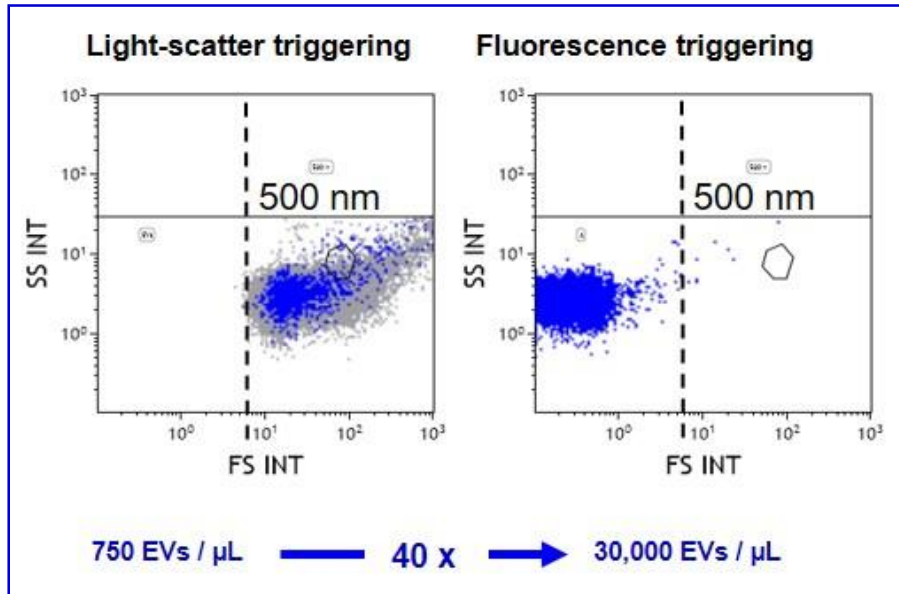 Light-scatter triggering
Fluorescence triggering
10³
10²
10¹
10⁰
SS INT
500 nm
10⁰ 10¹ 10² 10³
FS INT
10³
10²
10¹
10⁰
SS INT
500 nm
10⁰ 10¹ 10² 10³
FS INT
750 EVs / µL 40 x 30,000 EVs / µL